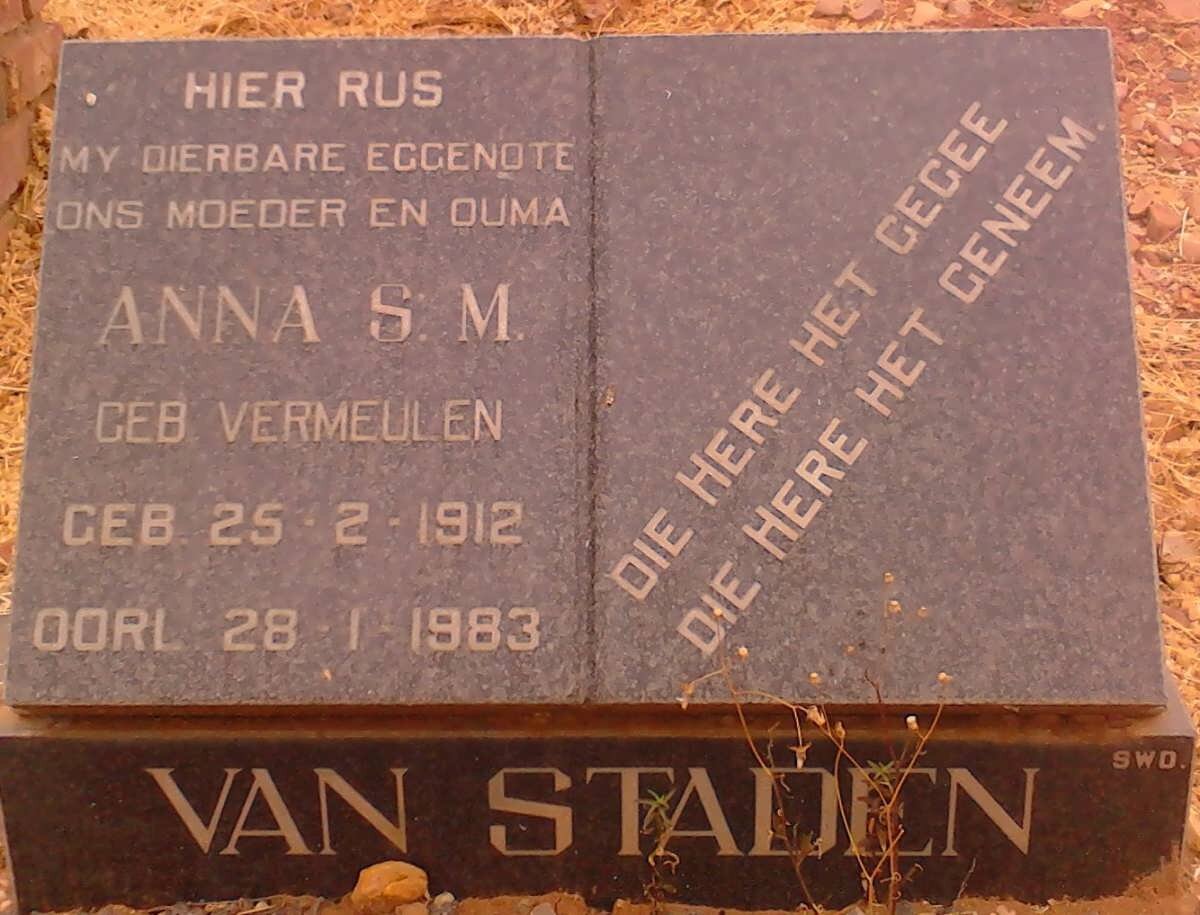 HIER RUS
MY DIERBARE EGGENOTE
ONS MOEDER EN OUMA
ANNA S. M.
GEB VERMEULEN
GEB. 25-2-1912
OORL 28-1-1983
DIE HERE HET GEGEE
DIE HERE HET GENEEM.
VAN STADEN
SWD.